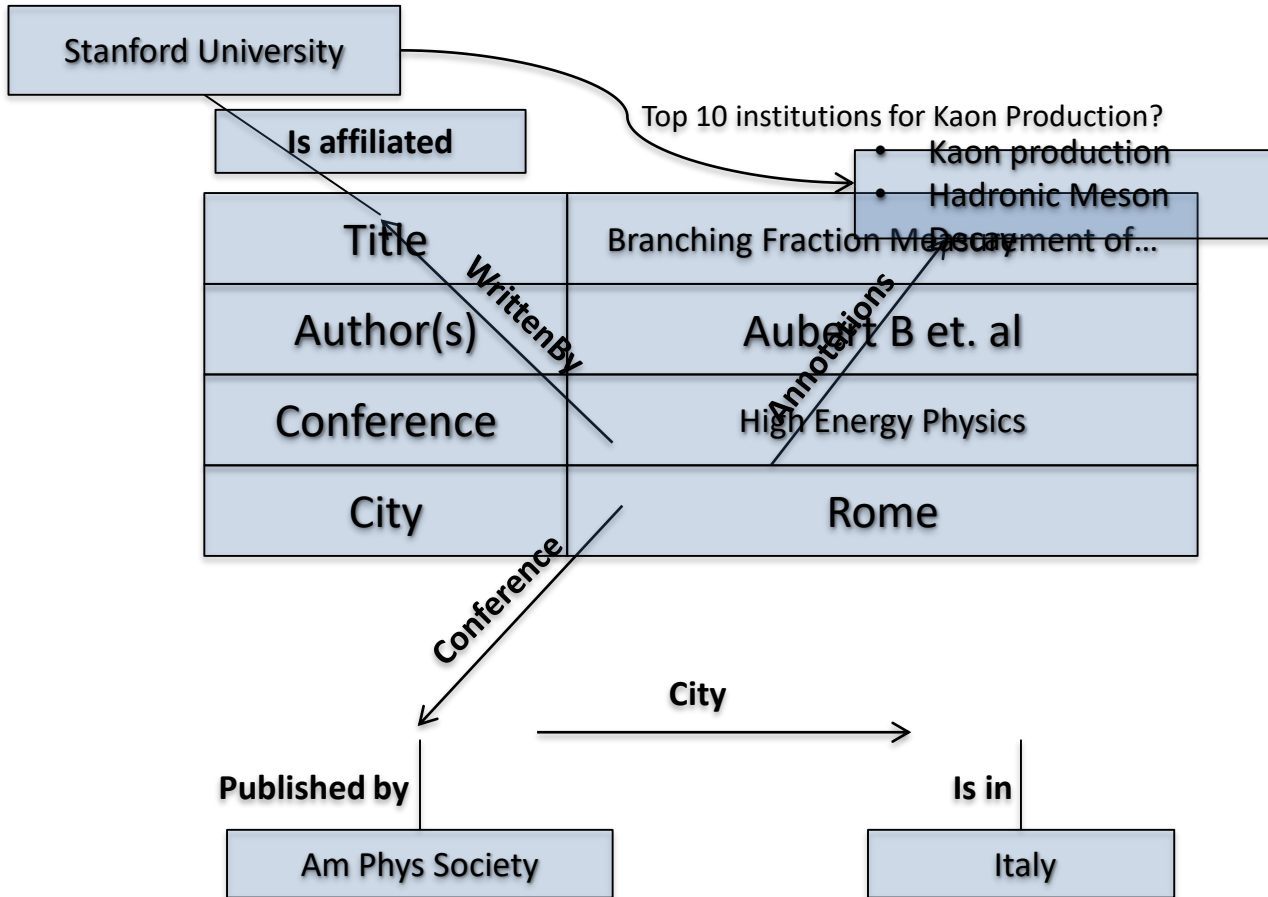 Stanford University
Top 10 institutions for Kaon Production?
Is affiliated
• Kaon production
• Hadronic Meson
Decay
Title
Branching Fraction Measurement of…
WrittenBy
Annotations
Author(s)
Aubert B et. al
Conference
High Energy Physics
City
Rome
Conference
City
Published by
Is in
Am Phys Society
Italy